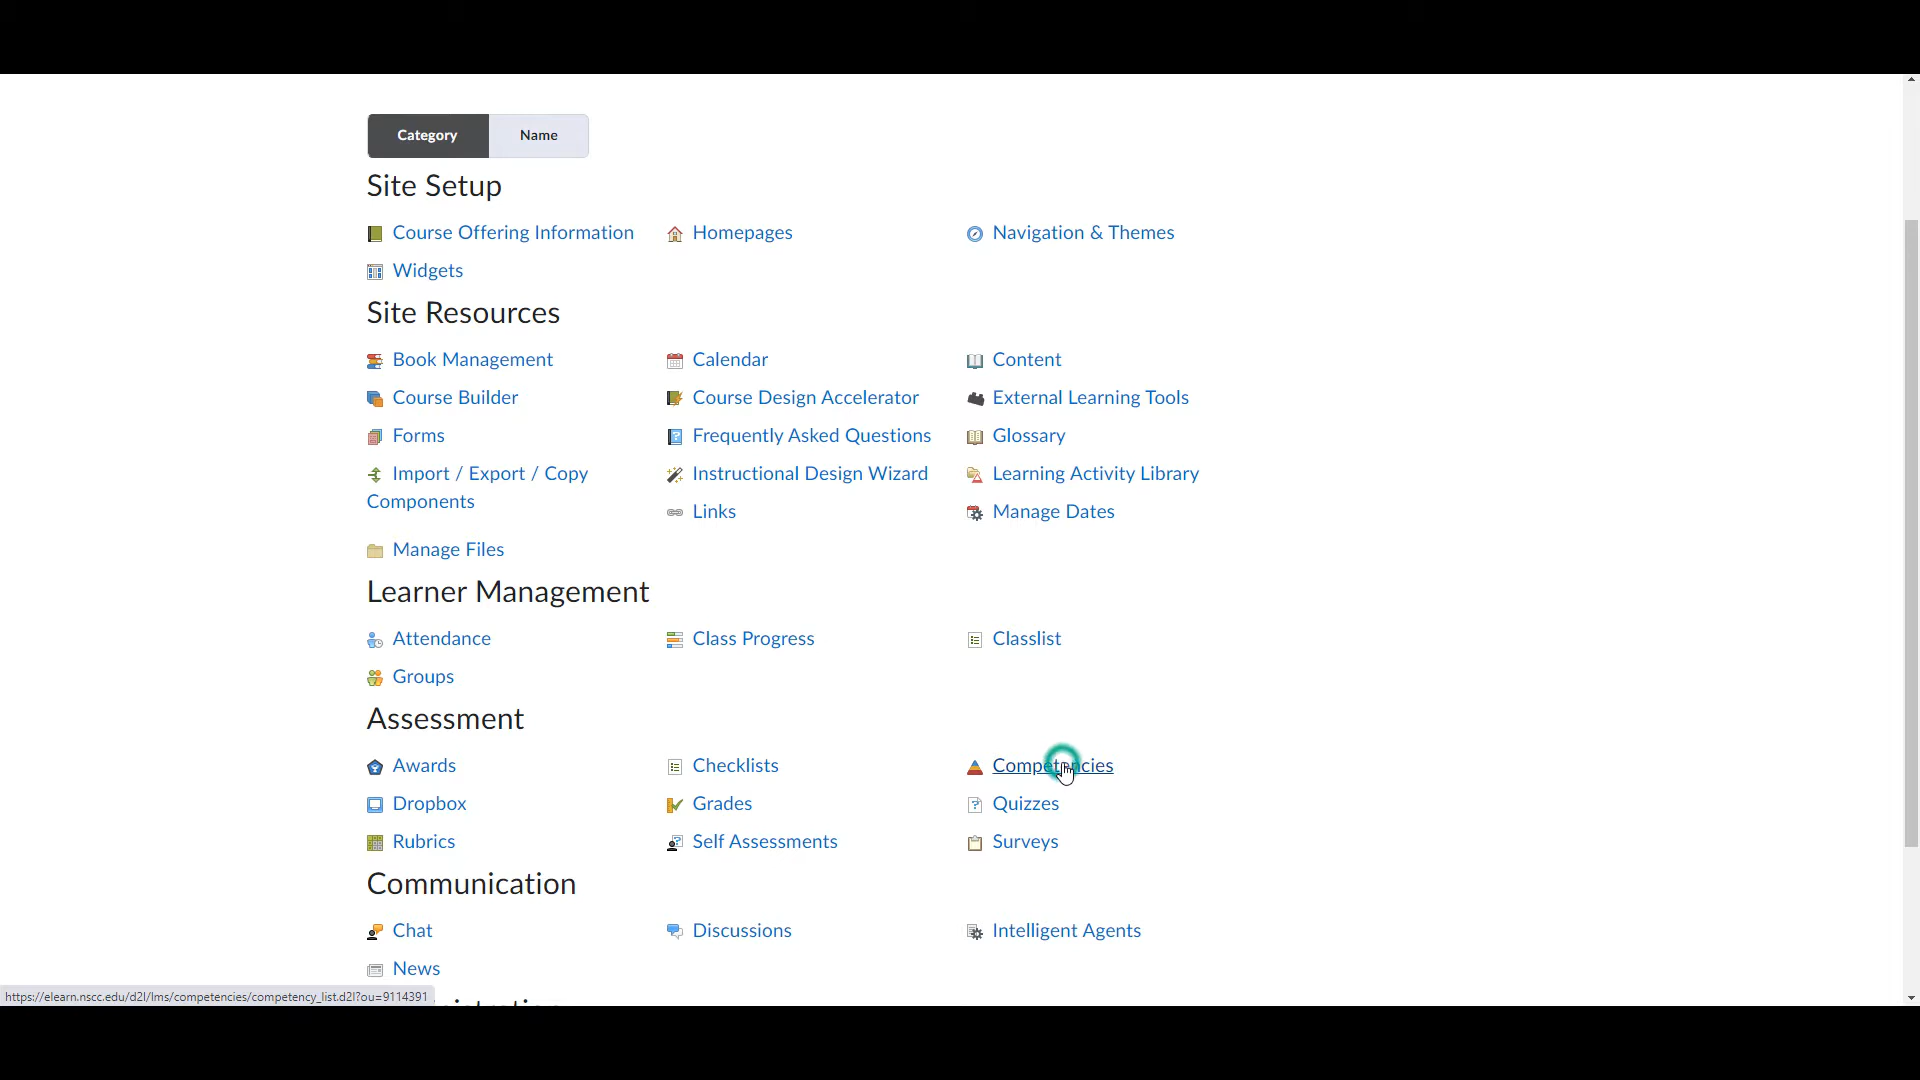 Category Name
Site Setup
Course Offering Information Homepages Navigation & Themes
Widgets
Site Resources
Book Management Calendar Content
Course Builder Course Design Accelerator External Learning Tools
Forms Frequently Asked Questions Glossary
Import / Export / Copy Instructional Design Wizard Learning Activity Library
Components
Links Manage Dates
Manage Files
Learner Management
Attendance Class Progress Classlist
Groups
Assessment
Awards Checklists Competencies
Dropbox Grades Quizzes
Rubrics Self Assessments Surveys
Communication
Chat Discussions Intelligent Agents
News
https://elearn.nscc.edu/d2l/lms/competencies/competency_list.d2l?ou=9114391